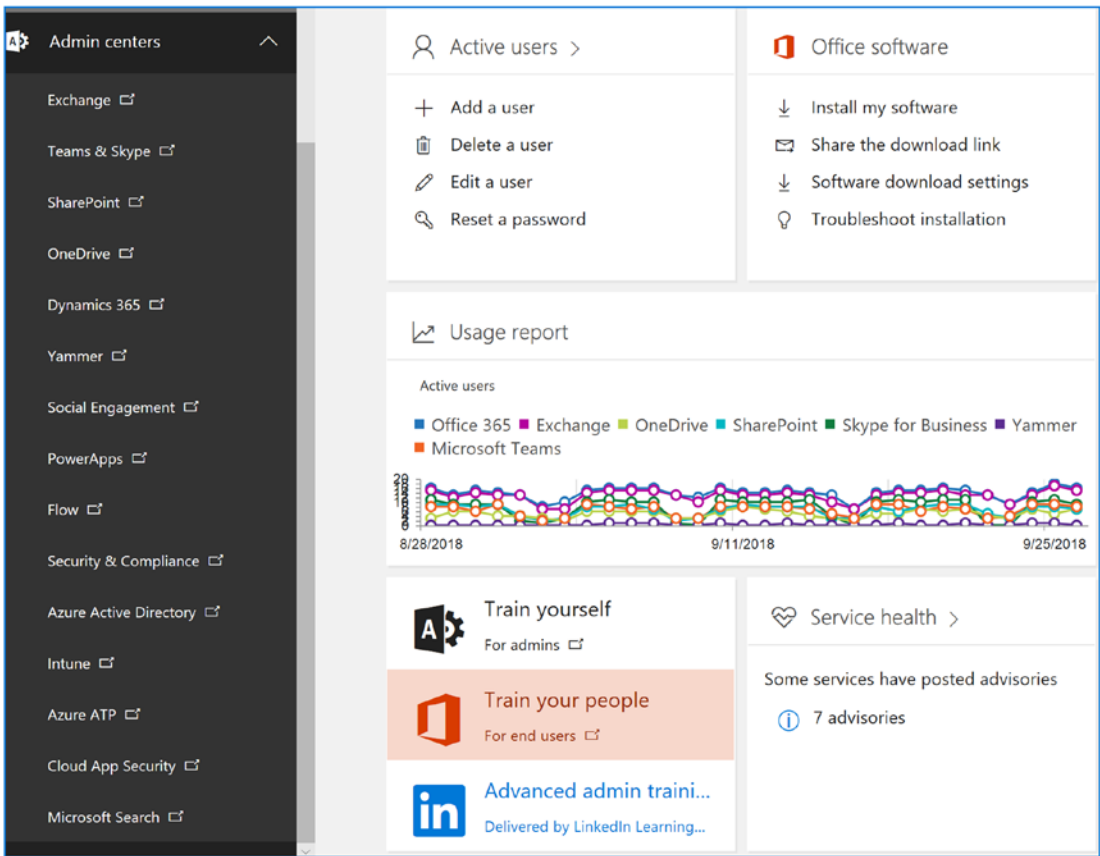 Admin centers
Exchange
Teams & Skype
SharePoint
OneDrive
Dynamics 365
Yammer
Social Engagement
PowerApps
Flow
Security & Compliance
Azure Active Directory
Intune
Azure ATP
Cloud App Security
Microsoft Search
Active users >
Add a user
Delete a user
Edit a user
Reset a password
Office software
Install my software
Share the download link
Software download settings
Troubleshoot installation
Usage report
Active users
Office 365 Exchange OneDrive SharePoint Skype for Business Yammer
Microsoft Teams
20
8/28/2018 9/11/2018 9/25/2018
A
Train yourself
For admins
Train your people
For end users
in
Advanced admin traini...
Delivered by LinkedIn Learning...
Service health >
Some services have posted advisories
7 advisories